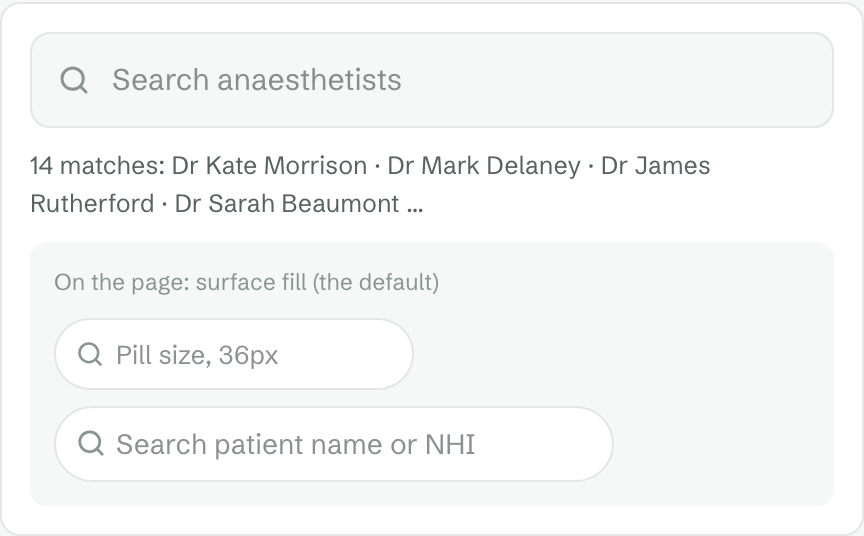 Search anaesthetists
14 matches: Dr Kate Morrison · Dr Mark Delaney · Dr James
Rutherford · Dr Sarah Beaumont ...
On the page: surface fill (the default)
Pill size, 36px
Search patient name or NHI